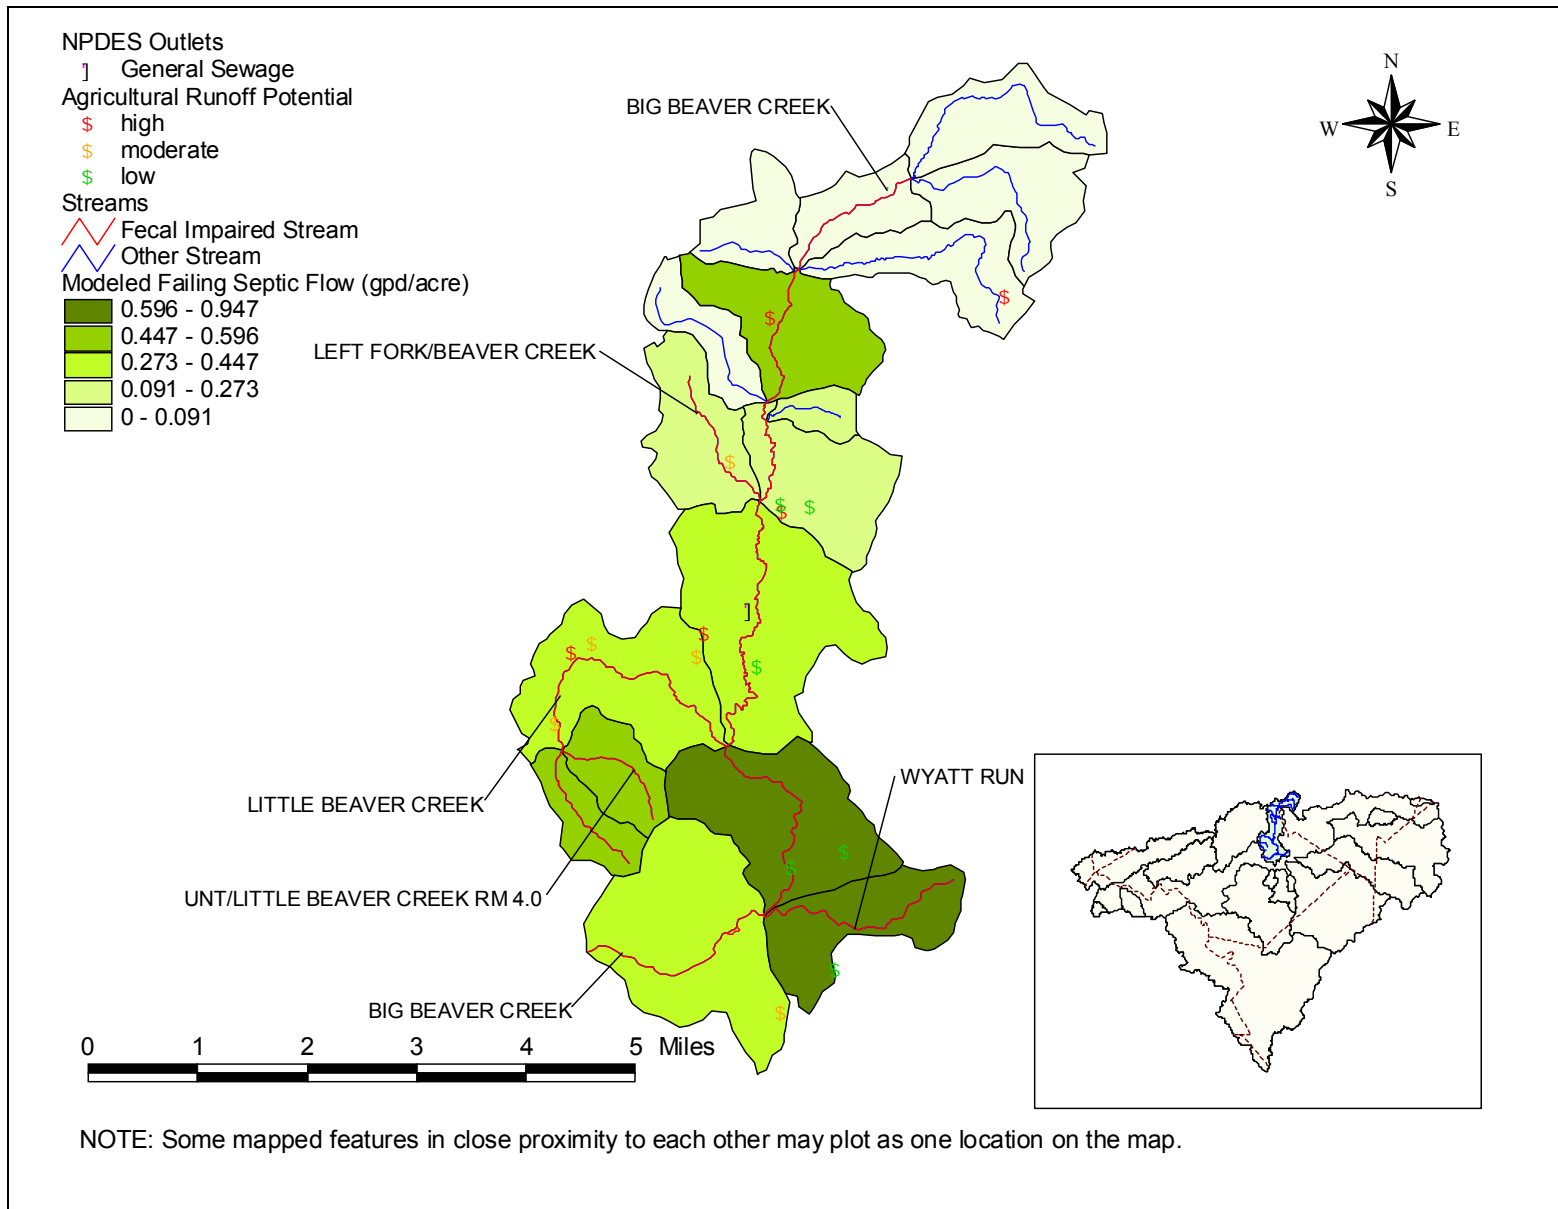 NPDES Outlets
] General Sewage
Agricultural Runoff Potential
$ high
$ moderate
$ low
Streams
Fecal Impaired Stream
Other Stream
Modeled Failing Septic Flow (gpd/acre)
0.596 - 0.947
0.447 - 0.596
0.273 - 0.447
0.091 - 0.273
0 - 0.091
N
W E
S
BIG BEAVER CREEK
$
$
LEFT FORK/BEAVER CREEK
$
$ $
$
]
$
$ $
$
$
$
WYATT RUN
LITTLE BEAVER CREEK
$
$
UNT/LITTLE BEAVER CREEK RM 4.0
$
BIG BEAVER CREEK
$
0 1 2 3 4 5 Miles
NOTE: Some mapped features in close proximity to each other may plot as one location on the map.